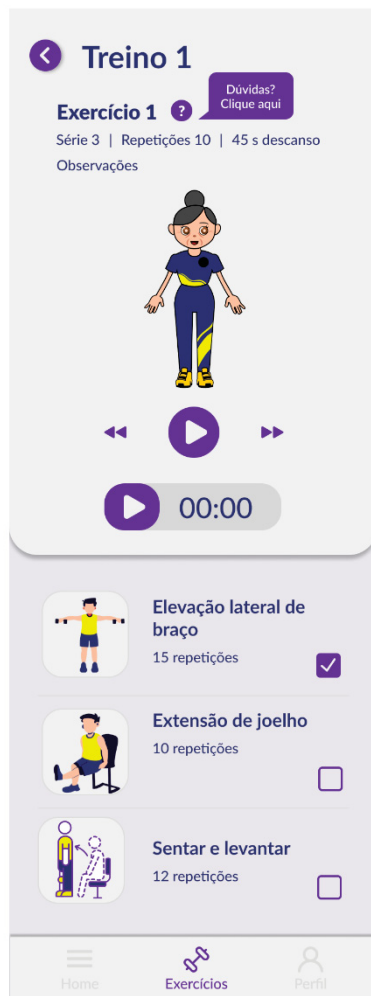 Treino 1
Dúvidas?
Clique aqui
Exercício 1 ?
Série 3 | Repetições 10 | 45 s descanso
Observações
00:00
Elevação lateral de
braço
15 repetições
Extensão de joelho
10 repetições
Sentar e levantar
12 repetições
Home
Exercícios
Perfil